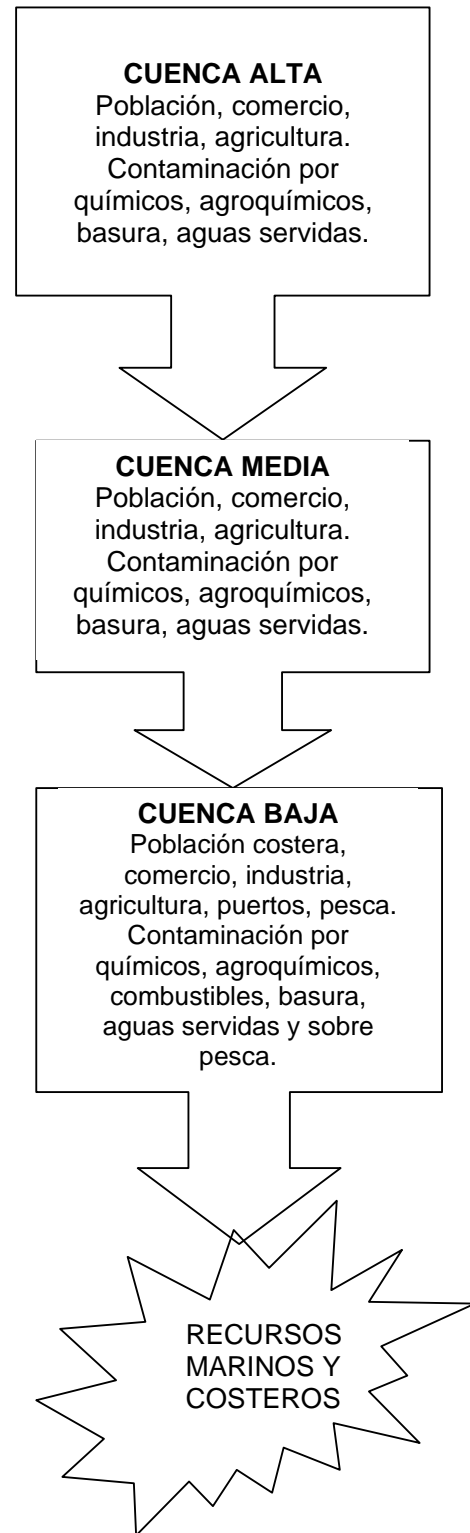 CUENCA ALTA
Población, comercio,
industria, agricultura.
Contaminación por
químicos, agroquímicos,
basura, aguas servidas.
CUENCA MEDIA
Población, comercio,
industria, agricultura.
Contaminación por
químicos, agroquímicos,
basura, aguas servidas.
CUENCA BAJA
Población costera,
comercio, industria,
agricultura, puertos, pesca.
Contaminación por
químicos, agroquímicos,
combustibles, basura,
aguas servidas y sobre
pesca.
RECURSOS
MARINOS Y
COSTEROS